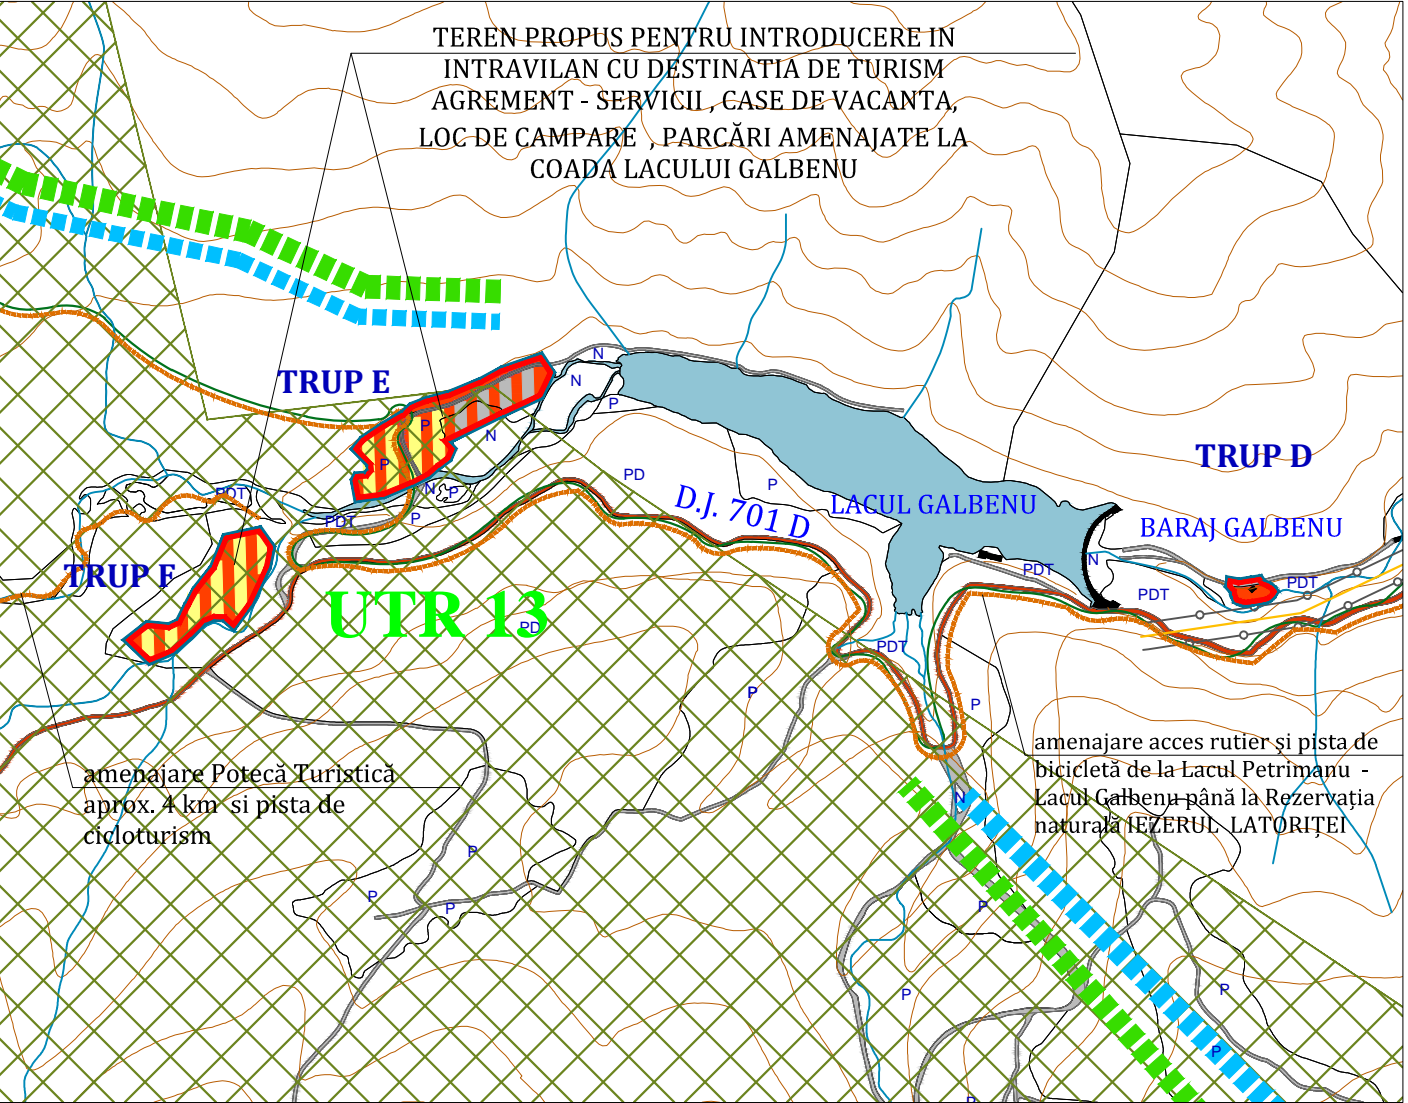 TEREN PROPUS PENTRU INTRODUCERE IN
INTRAVILAN CU DESTINATIA DE TURISM
AGREMENT - SERVICII , CASE DE VACANTA,
LOC DE CAMPARE , PARCĂRI AMENAJATE LA
COADA LACULUI GALBENU
N
TRUP E
N
P
P
N
TRUP D
P
PD
P
N
P
PDT
D.J. 701 D
LACUL GALBENU
P
PDT
BARAJ GALBENU
N
PDT
TRUP F
PDT
PDT
UTR 13
PD
PDT
P
P
amenajare acces rutier și pista de
bicicletă de la Lacul Petrimanu -
Lacul Galbenu până la Rezervația
naturală IEZERUL LATORIȚEI
amenajare Potecă Turistică
aprox. 4 km si pista de
cicloturism
N
P
P
P
P
P
P
P
P